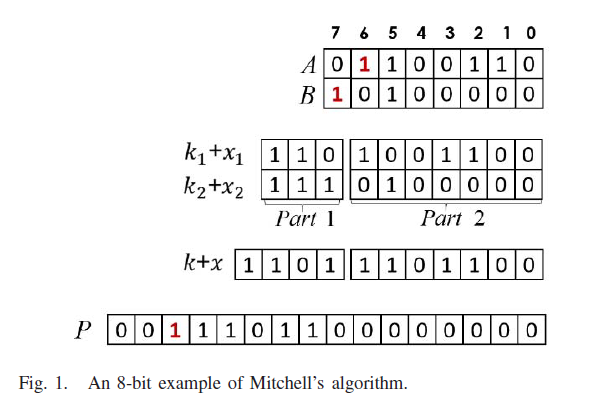 7 6 5 4 3 2 1 0
A 0 1 1 0 0 1 1 0
B 1 0 1 0 0 0 0 0
k₁+x₁ 1 1 0 1 0 0 1 1 0 0
k₂+x₂ 1 1 1 0 1 0 0 0 0 0
Part 1 Part 2
k+x 1 1 0 1 1 1 0 1 1 0 0
P 0 0 1 1 1 0 1 1 0 0 0 0 0 0 0 0
Fig. 1. An 8-bit example of Mitchell's algorithm.